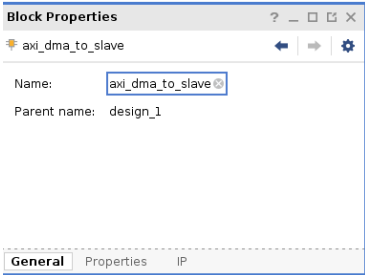 Block Properties
axi_dma_to_slave
Name: axi_dma_to_slave
Parent name: design_1
General Properties IP